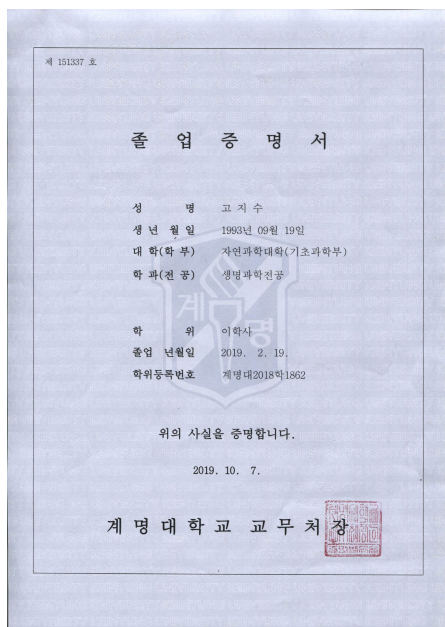 제 151337 호
졸 업 증 명 서
성 명 고 지 수
생 년 월 일 1993년 09월 19일
대 학(학 부) 자연과학대학(기초과학부)
학 과(전 공) 생명과학전공
계명
학 위 이학사
졸업 년월일 2019. 2. 19.
학위등록번호 계명대2018학1862
위의 사실을 증명합니다.
2019. 10. 7.
계 명 대 학 교 교 무 처 장